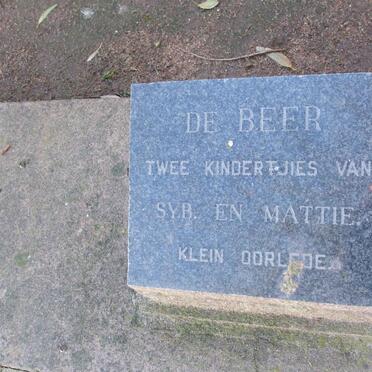 DE BEER
TWEE KINDERTJIES VAN
SYB. EN MATTIE.
KLEIN OORLEDE.